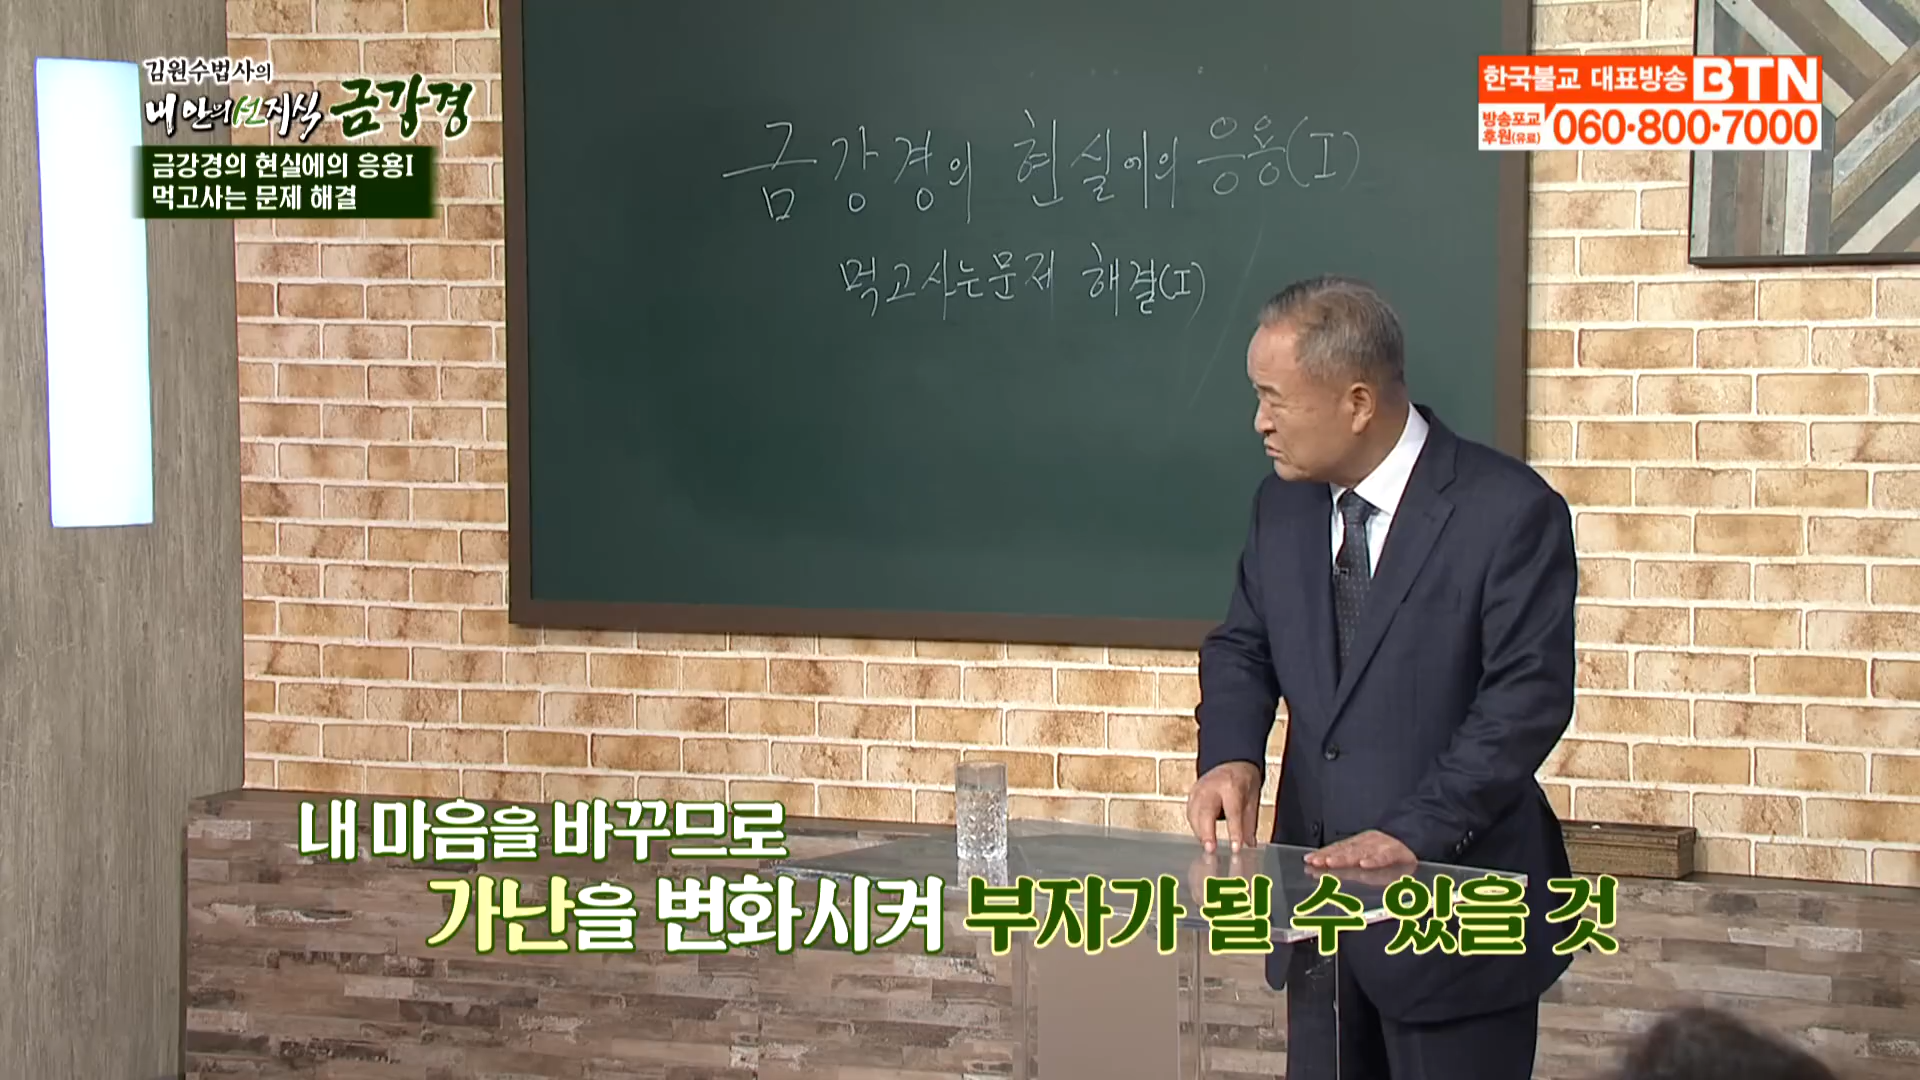 김원수법사의
내 안의 선지식 금강경
금강경의 현실에의 응용I
먹고사는 문제 해결
한국불교 대표방송 BTN
방송포교
후원(유료) 060·800·7000
금강경의 현실에의 응용(I)
먹고사는문제 해결(I)
내 마음을 바꾸므로
가난을 변화시켜 부자가 될 수 있을 것